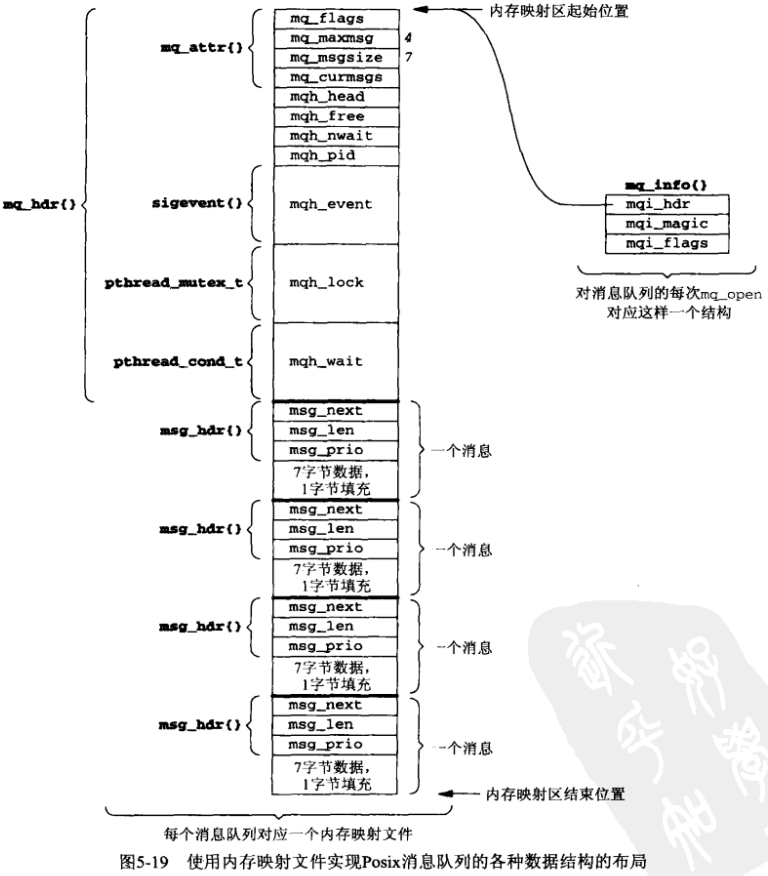 内存映射区起始位置
mq_flags
mq_attr{}
mq_maxmsg 4
mq_msgsize 7
mq_curmsgs
mqh_head
mqh_free
mqh_nwait
mqh_pid
mq_hdr{}
sigevent{}
mqh_event
mq_info{}
mqi_hdr
mqi_magic
mqi_flags
对消息队列的每次mq_open
对应这样一个结构
pthread_mutex_t
mqh_lock
pthread_cond_t
mqh_wait
msg_hdr{}
msg_next
msg_len
msg_prio
7字节数据,
1字节填充
一个消息
msg_hdr{}
msg_next
msg_len
msg_prio
7字节数据,
1字节填充
一个消息
msg_hdr{}
msg_next
msg_len
msg_prio
7字节数据,
1字节填充
一个消息
msg_hdr{}
msg_next
msg_len
msg_prio
7字节数据,
1字节填充
一个消息
内存映射区结束位置
每个消息队列对应一个内存映射文件
图5-19 使用内存映射文件实现Posix消息队列的各种数据结构的布局